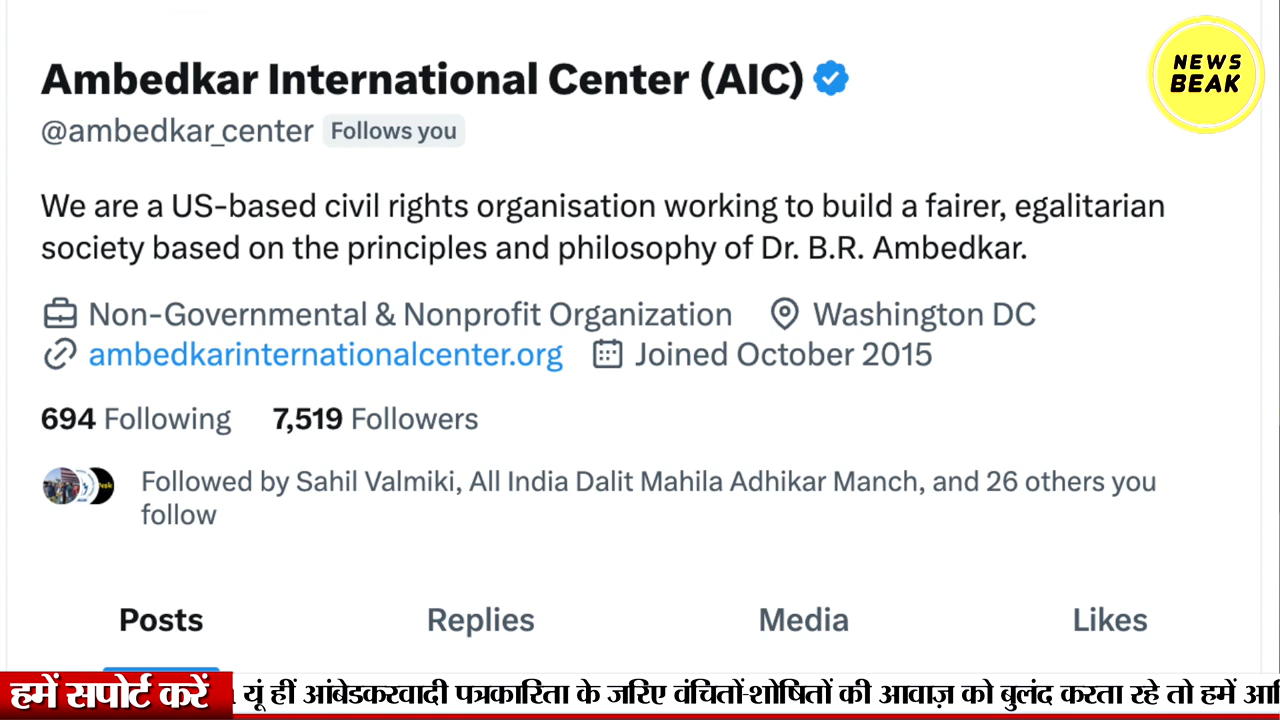 Ambedkar International Center (AIC)
NEWS
BEAK
@ambedkar_center Follows you
We are a US-based civil rights organisation working to build a fairer, egalitarian
society based on the principles and philosophy of Dr. B.R. Ambedkar.
Non-Governmental & Nonprofit Organization Washington DC
ambedkarinternationalcenter.org Joined October 2015
694 Following 7,519 Followers
Followed by Sahil Valmiki, All India Dalit Mahila Adhikar Manch, and 26 others you
follow
Posts Replies Media Likes
हमें सपोर्ट करें यूं हीं आंबेडकरवादी पत्रकारिता के जरिए वंचितों-शोषितों की आवाज़ को बुलंद करता रहे तो हमें